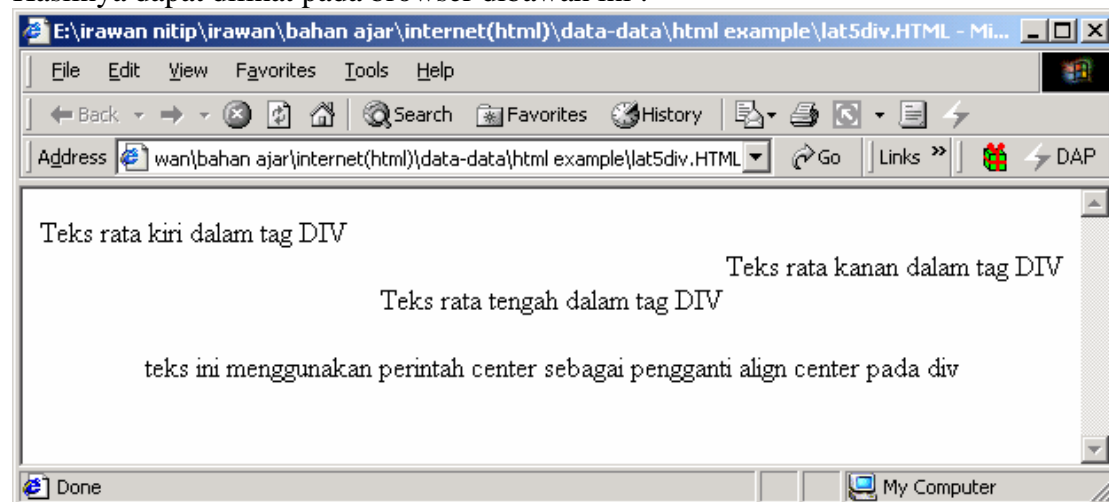 E:\irawan nitip\irawan\bahan ajar\internet(html)\data-data\html example\lat5div.HTML - Mi...
File Edit View Favorites Tools Help
Back Search Favorites History
Address wan\bahan ajar\internet(html)\data-data\html example\lat5div.HTML Go Links » DAP
Teks rata kiri dalam tag DIV
Teks rata kanan dalam tag DIV
Teks rata tengah dalam tag DIV
teks ini menggunakan perintah center sebagai pengganti align center pada div
Done My Computer